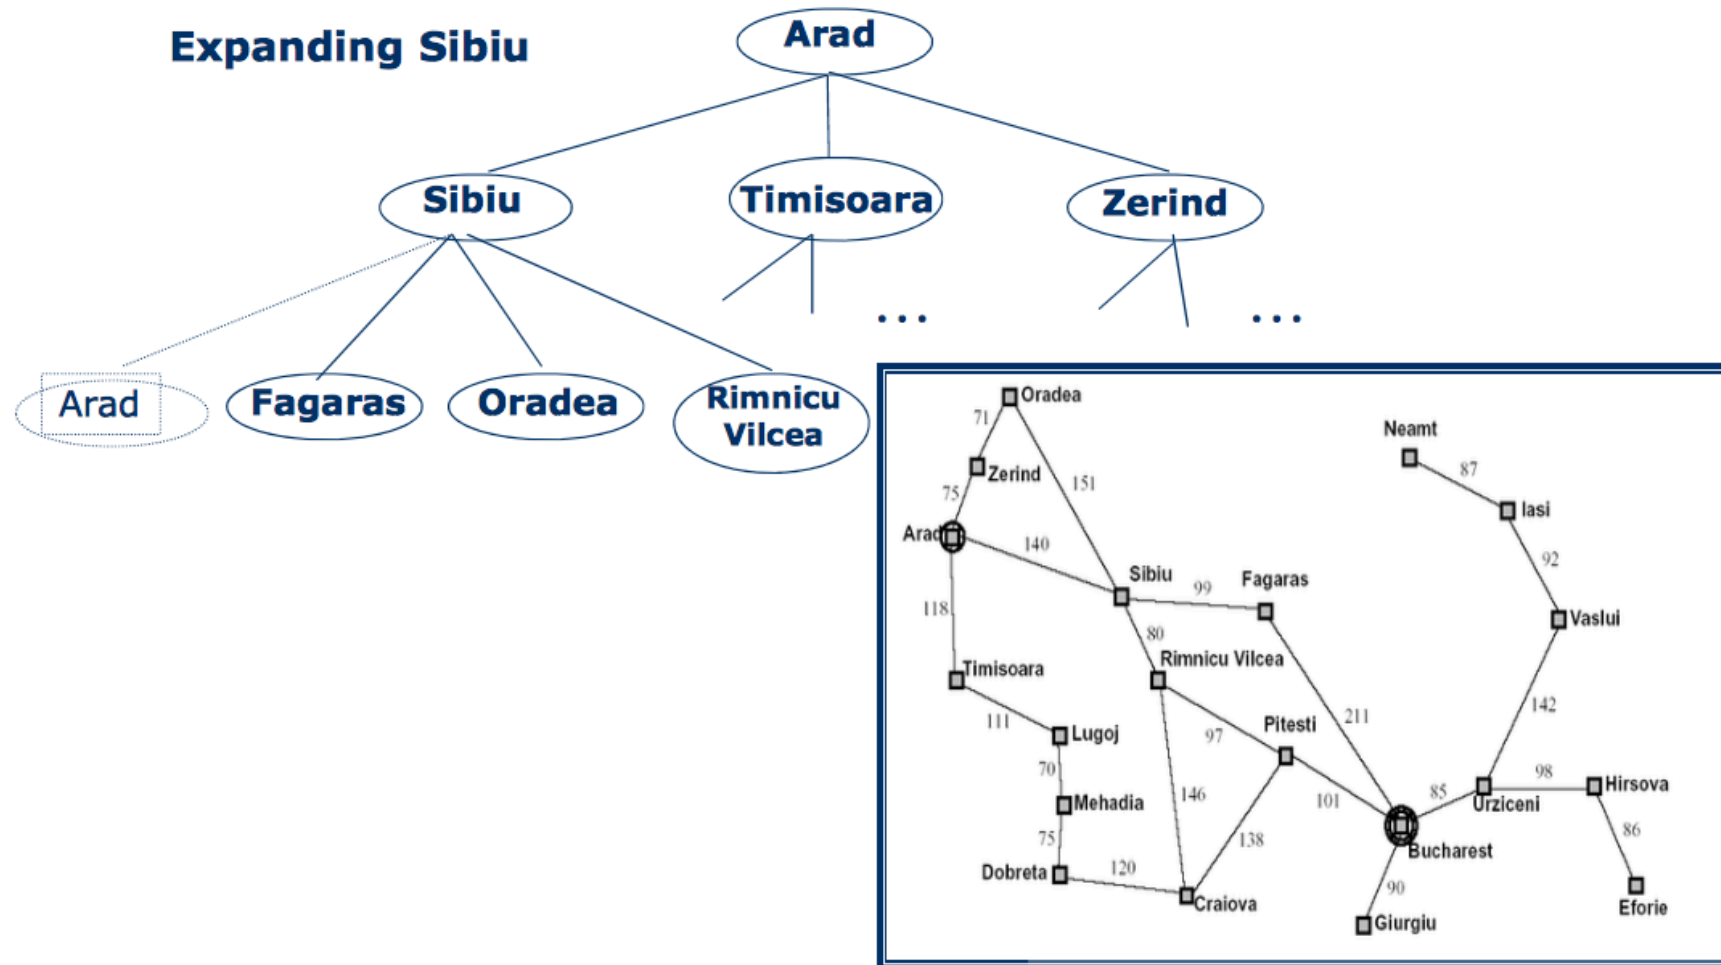 Expanding Sibiu
Arad
Sibiu
Timisoara
Zerind
...
...
Arad
Fagaras
Oradea
Rimnicu
Vilcea
Oradea
71
Neamt
87
Zerind
151
75
Iasi
Arad
140
92
Sibiu
99
Fagaras
118
Vaslui
80
Timisoara
Rimnicu Vilcea
142
111
Lugoj
97
Pitesti
211
70
98
Hirsova
Mehadia
146
101
85
Urziceni
86
75
138
Bucharest
Dobreta
120
90
Craiova
Eforie
Giurgiu